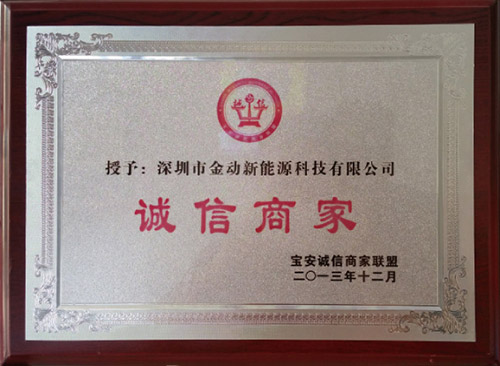 授予：深圳市金动新能源科技有限公司
诚信商家
宝安诚信商家联盟
二〇一三年十二月